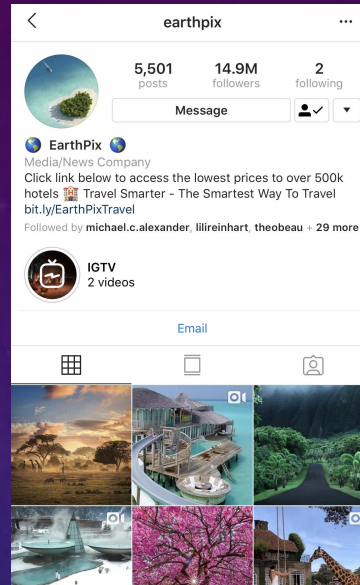 earthpix
5,501 14.9M 2
posts followers following
Message
EarthPix
Media/News Company
Click link below to access the lowest prices to over 500k
hotels 🏨 Travel Smarter - The Smartest Way To Travel
bit.ly/EarthPixTravel
Followed by michael.c.alexander, lilireinhart, theobeau + 29 more
IGTV
2 videos
Email